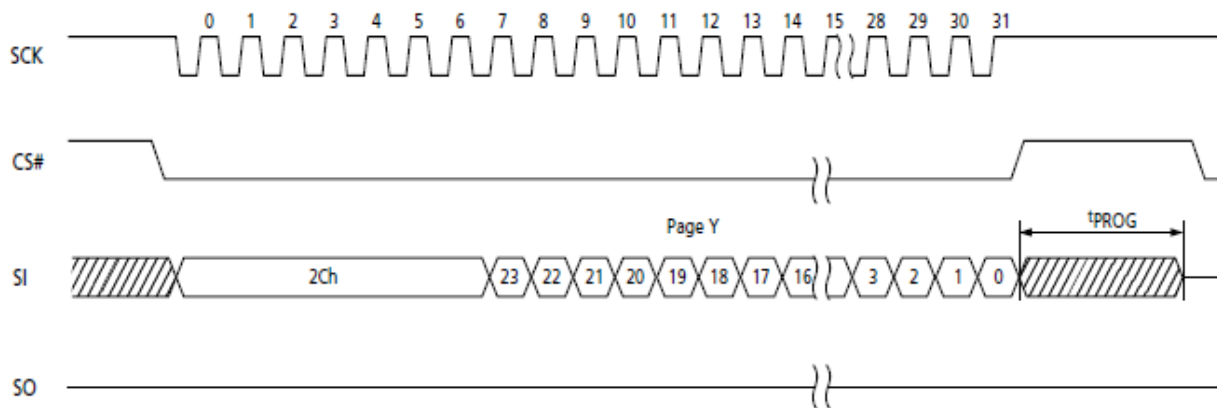 0 1 2 3 4 5 6 7 8 9 10 11 12 13 14 15 28 29 30 31
SCK
CS#
Page Y
tPROG
SI 2Ch 23 22 21 20 19 18 17 16 3 2 1 0
SO